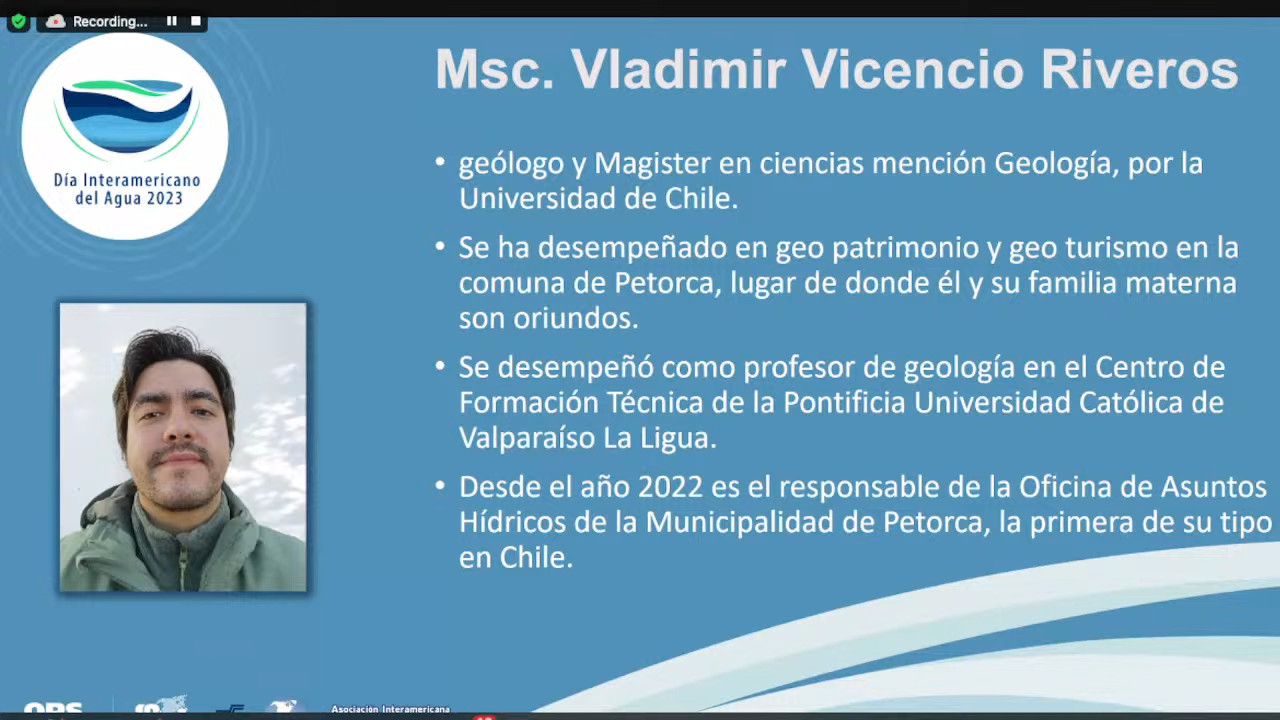 Recording...
Msc. Vladimir Vicencio Riveros
Día Interamericano
del Agua 2023
• geólogo y Magister en ciencias mención Geología, por la
Universidad de Chile.
• Se ha desempeñado en geo patrimonio y geo turismo en la
comuna de Petorca, lugar de donde él y su familia materna
son oriundos.
• Se desempeñó como profesor de geología en el Centro de
Formación Técnica de la Pontificia Universidad Católica de
Valparaíso La Ligua.
• Desde el año 2022 es el responsable de la Oficina de Asuntos
Hídricos de la Municipalidad de Petorca, la primera de su tipo
en Chile.
OPS
Asociación Interamericana